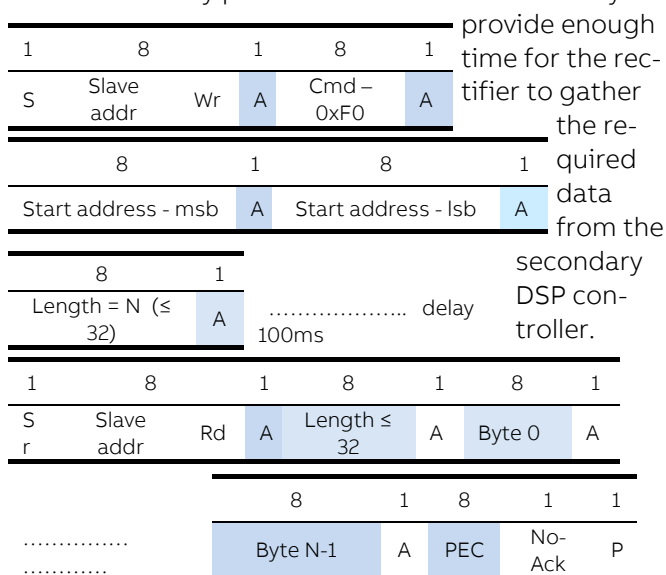 provide enough
1 8 1 8 1
time for the rec-
S Slave addr Wr A Cmd – 0xF0 A
tifier to gather
the re-
8 1 8 1
quired
Start address - msb A Start address - lsb A
data
from the
secondary
8 1
DSP con-
Length = N (≤ 32) A
troller.
……………….. delay
100ms
1 8 1 8 1 8 1
Sr Slave addr Rd A Length ≤ 32 A Byte 0 A
8 1 8 1 1
……………
…………
Byte N-1 A PEC No-Ack P